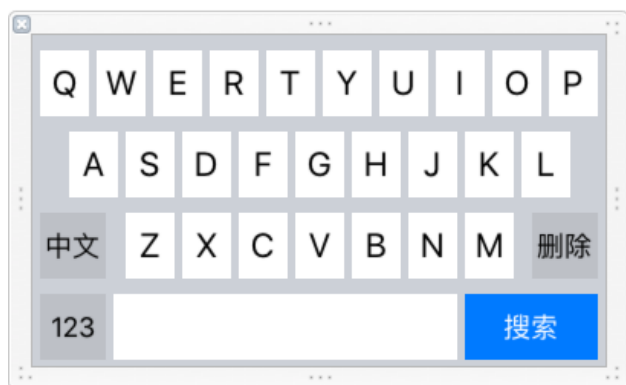 Q W E R T Y U I O P
A S D F G H J K L
中文 Z X C V B N M 删除
123 搜索